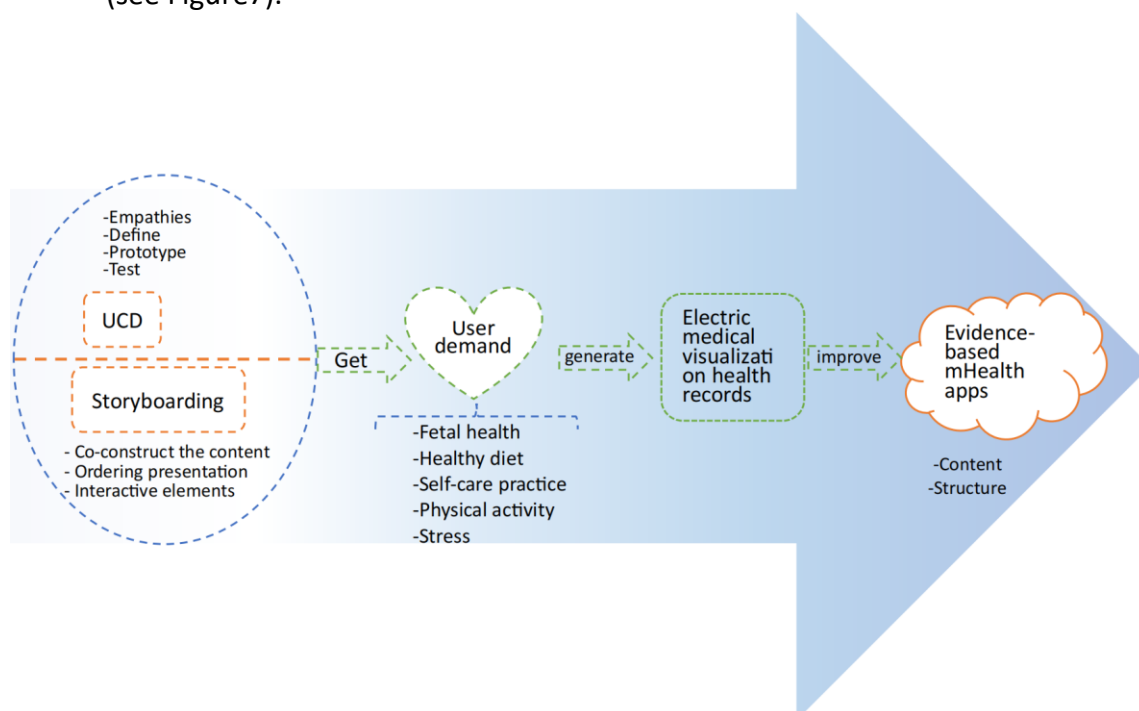 (see Figure7).
-Empathies
-Define
-Prototype
-Test
UCD
Storyboarding
- Co-construct the content
- Ordering presentation
- Interactive elements
Get
User
demand
-Fetal health
-Healthy diet
-Self-care practice
-Physical activity
-Stress
generate
Electric
medical
visualizati
on health
records
improve
Evidence-
based
mHealth
apps
-Content
-Structure